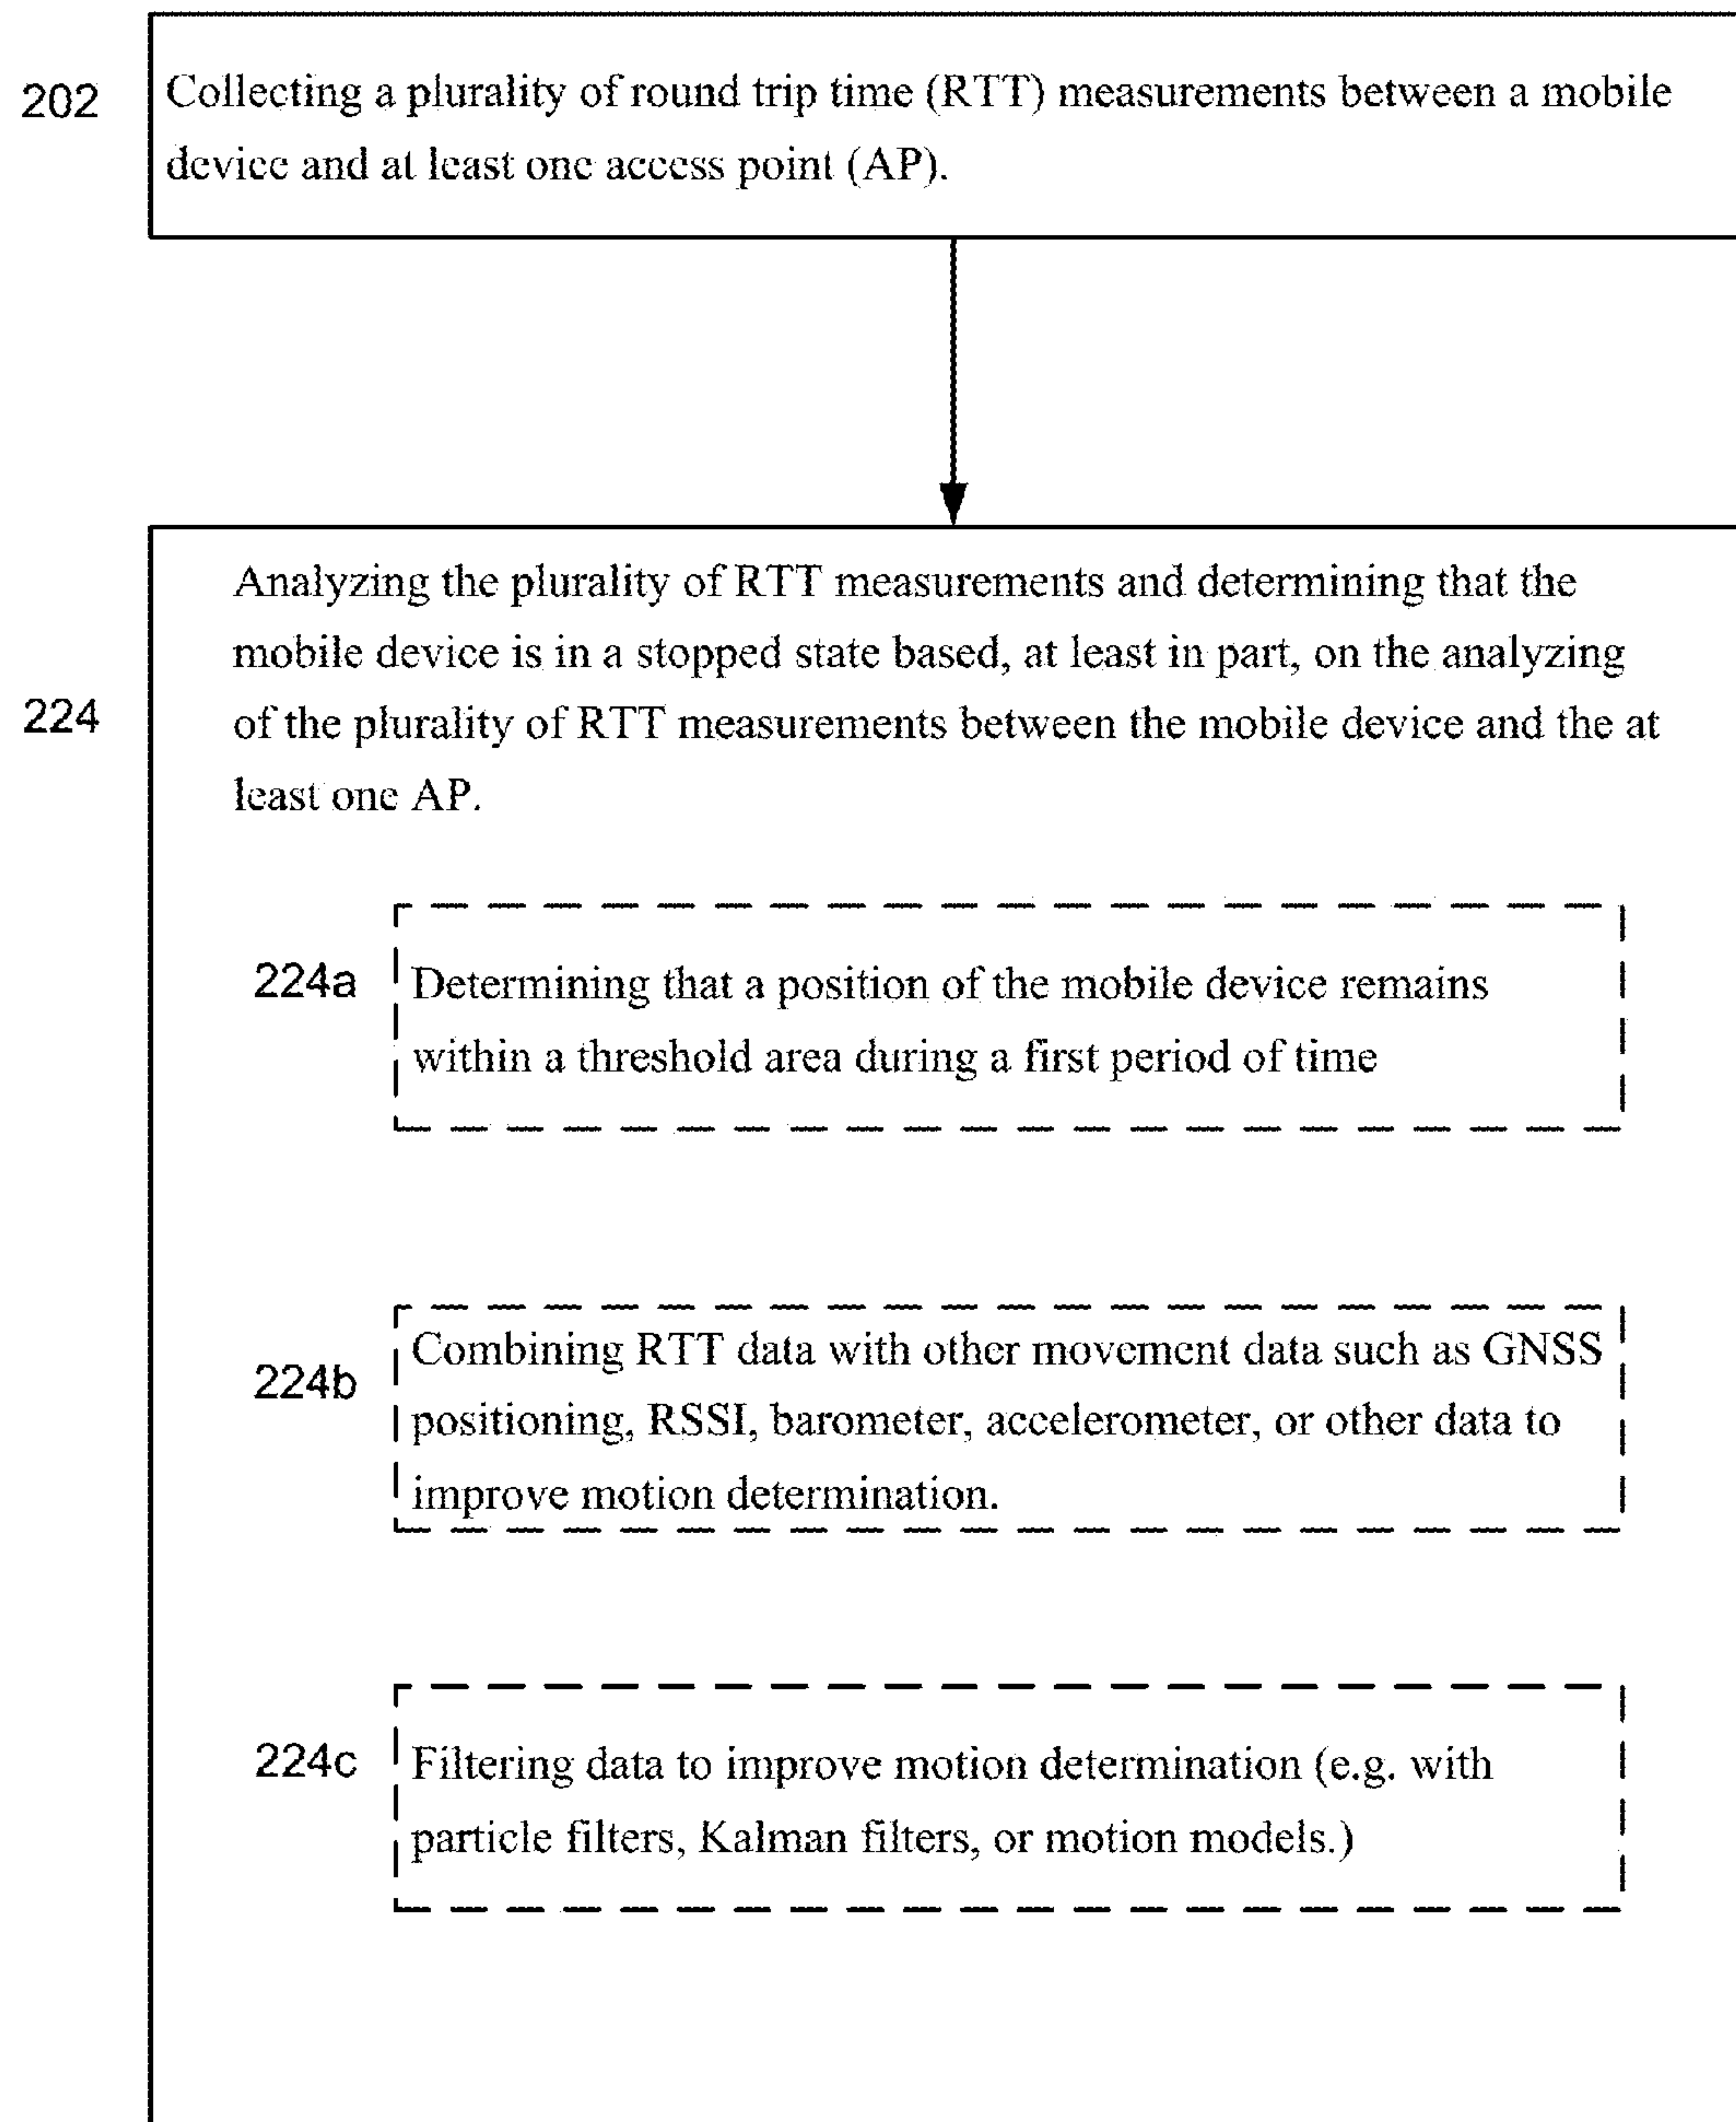 202
Collecting a plurality of round trip time (RTT) measurements between a mobile
device and at least one access point (AP).
Analyzing the plurality of RTT measurements and determining that the
mobile device is in a stopped state based, at least in part, on the analyzing
224
of the plurality of RTT measurements between the mobile device and the at
least one AP.
224a
Determining that a position of the mobile device remains
within a threshold area during a first period of time
224b
Combining RTT data with other movement data such as GNSS
positioning, RSSI, barometer, accelerometer, or other data to
improve motion determination.
224c
Filtering data to improve motion determination (e.g. with
particle filters, Kalman filters, or motion models.)